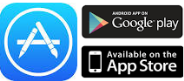 ANDROID APP ON
Google play
Available on the
App Store